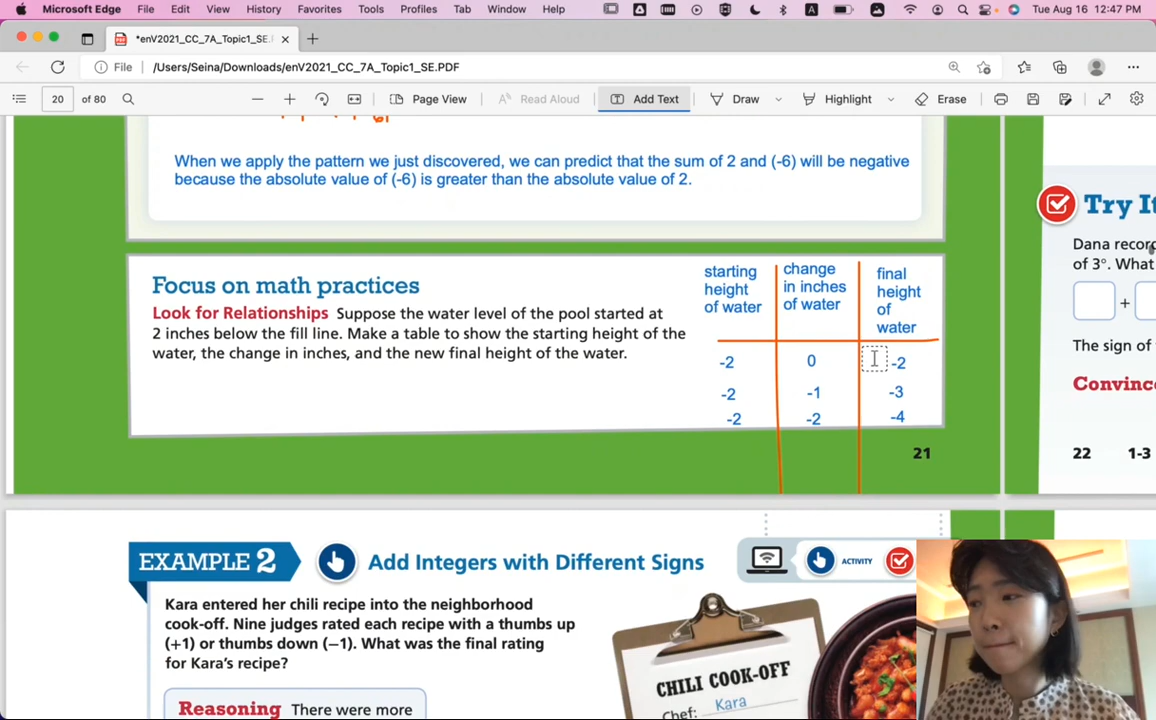 Microsoft Edge File Edit View History Favorites Tools Profiles Tab Window Help A Tue Aug 16 12:47 PM
*enV2021_CC_7A_Topic1_SE.
File /Users/Seina/Downloads/enV2021_CC_7A_Topic1_SE.PDF
20 of 80 Page View Read Aloud Add Text Draw Highlight Erase
When we apply the pattern we just discovered, we can predict that the sum of 2 and (-6) will be negative
because the absolute value of (-6) is greater than the absolute value of 2.
Focus on math practices
Look for Relationships Suppose the water level of the pool started at
2 inches below the fill line. Make a table to show the starting height of the
water, the change in inches, and the new final height of the water.
starting
height
of water
change
in inches
of water
final
height
of
water
-2 0 -2
-2 -1 -3
-2 -2 -4
21
Try It
Dana
of 3°. What
+
The sign of
22 1-3
EXAMPLE 2 Add Integers with Different Signs
ACTIVITY
Kara entered her chili recipe into the neighborhood
cook-off. Nine judges rated each recipe with a thumbs up
(+1) or thumbs down (−1). What was the final rating
for Kara's recipe?
Reasoning There were more
CHILI COOK-OFF
Chef: Kara